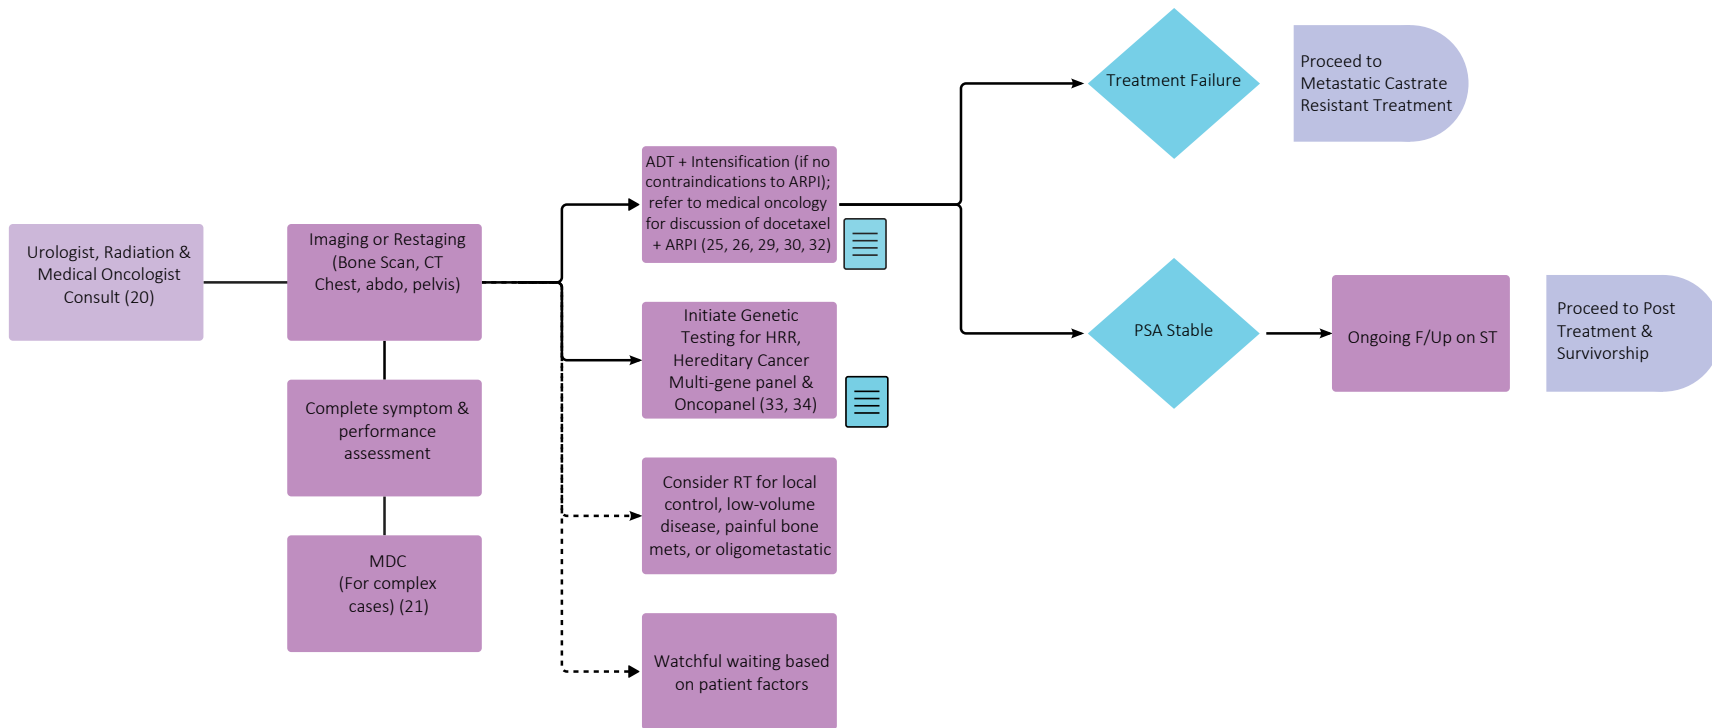 Urologist, Radiation &
Medical Oncologist
Consult (20)
Imaging or Restaging
(Bone Scan, CT
Chest, abdo, pelvis)
Complete symptom &
performance
assessment
MDC
(For complex
cases) (21)
ADT + Intensification (if no
contraindications to ARPI);
refer to medical oncology
for discussion of docetaxel
+ ARPI (25, 26, 29, 30, 32)
Initiate Genetic
Testing for HRR,
Hereditary Cancer
Multi-gene panel &
Oncopanel (33, 34)
Consider RT for local
control, low-volume
disease, painful bone
mets, or oligometastatic
Watchful waiting based
on patient factors
Treatment Failure
Proceed to
Metastatic Castrate
Resistant Treatment
PSA Stable
Ongoing F/Up on ST
Proceed to Post
Treatment &
Survivorship